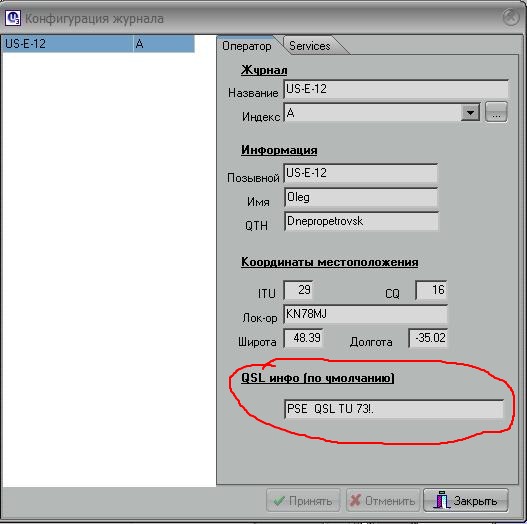 Конфигурация журнала
US-E-12 A
Оператор Services
Журнал
Название US-E-12
Индекс A ...
Информация
Позывной US-E-12
Имя Oleg
QTH Dnepropetrovsk
Координаты местоположения
ITU 29 CQ 16
Лок-ор KN78MJ
Широта 48.39 Долгота -35.02
QSL инфо (по умолчанию)
PSE QSL TU 73!.
Принять Отменить Закрыть